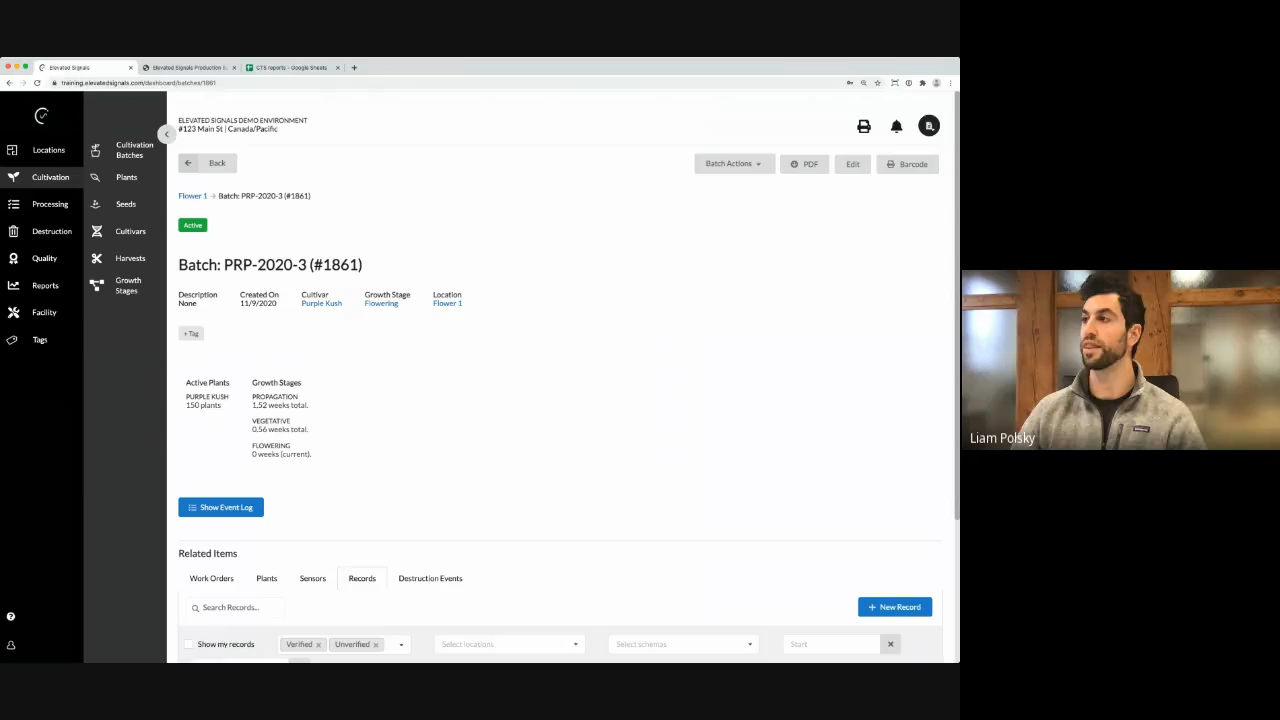 Elevated Signals
Elevated Signals Production S
CTS reports - Google Sheets
training.elevatedsignals.com/dashboard/batches/1861
Locations
Cultivation
Processing
Destruction
Quality
Reports
Facility
Tags
Cultivation
Batches
Plants
Seeds
Cultivars
Harvests
Growth
Stages
ELEVATED SIGNALS DEMO ENVIRONMENT
#123 Main St | Canada/Pacific
Back
Batch Actions
PDF
Edit
Barcode
Flower 1 → Batch: PRP-2020-3 (#1861)
Active
Batch: PRP-2020-3 (#1861)
Description Created On Cultivar Growth Stage Location
None 11/9/2020 Purple Kush Flowering Flower 1
+ Tag
Active Plants
PURPLE KUSH
150 plants
Growth Stages
PROPAGATION
1.52 weeks total.
VEGETATIVE
0.56 weeks total.
FLOWERING
0 weeks (current).
Show Event Log
Related Items
Work Orders Plants Sensors Records Destruction Events
Search Records...
+ New Record
Show my records Verified × Unverified × Select locations Select schemas Start
Liam Polsky